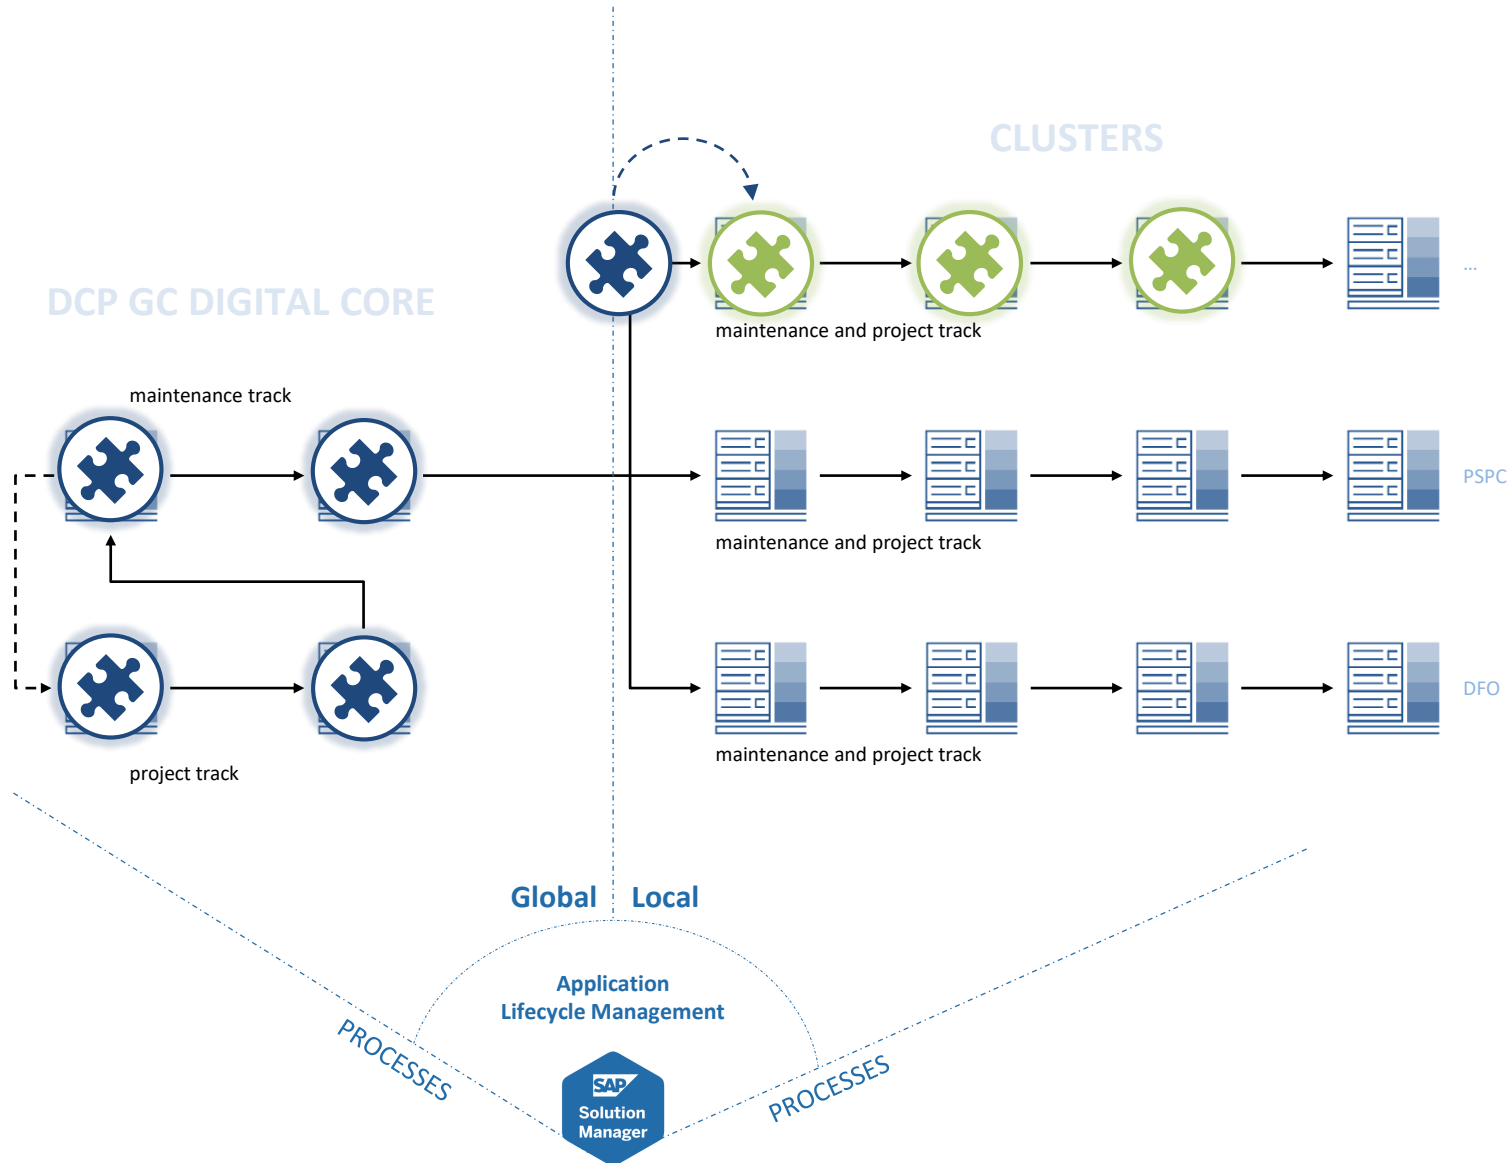 CLUSTERS
DCP GC DIGITAL CORE
...
maintenance and project track
maintenance track
PSPC
maintenance and project track
DFO
maintenance and project track
project track
Global
Local
Application
Lifecycle Management
PROCESSES
PROCESSES
SAP
Solution
Manager